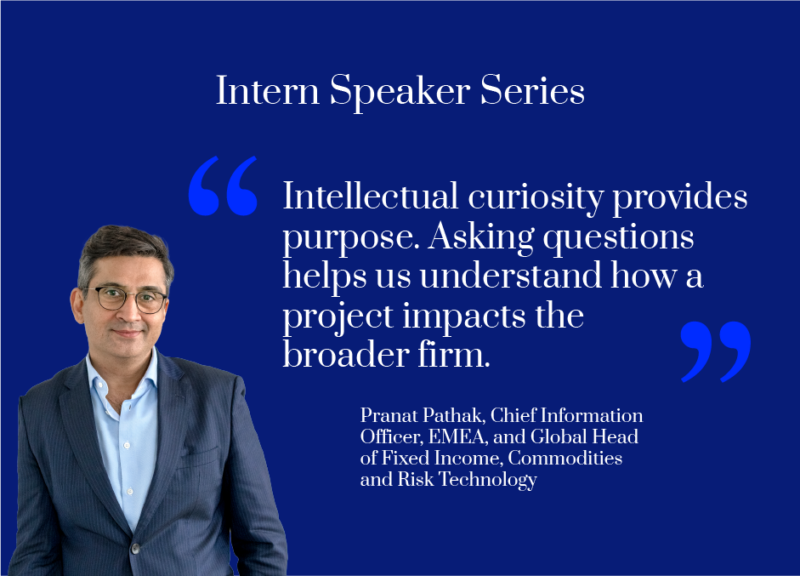 Intern Speaker Series
“
Intellectual curiosity provides
purpose. Asking questions
helps us understand how a
project impacts the
broader firm.
”
Pranat Pathak, Chief Information
Officer, EMEA, and Global Head
of Fixed Income, Commodities
and Risk Technology